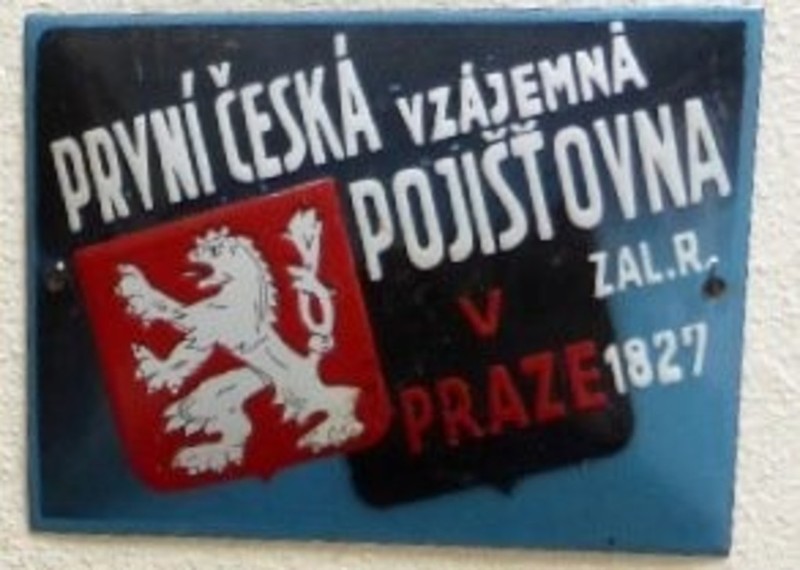 PRVNÍ ČESKÁ VZÁJEMNÁ
POJIŠŤOVNA
ZAL.R.
V
PRAZE 1827